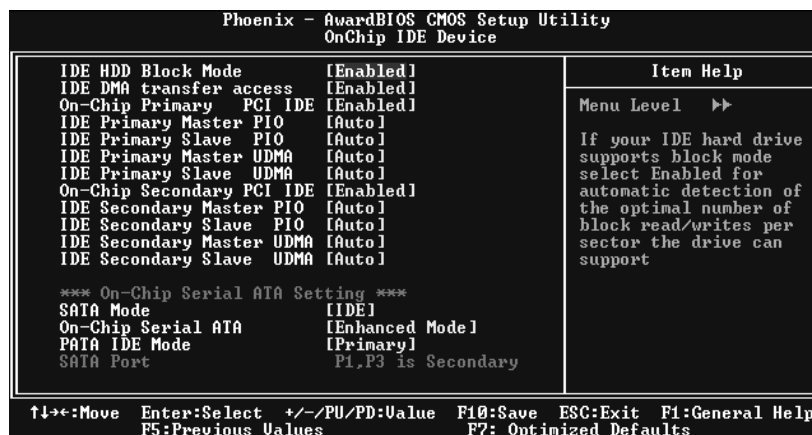 Phoenix - AwardBIOS CMOS Setup Utility
OnChip IDE Device
IDE HDD Block Mode [Enabled]
IDE DMA transfer access [Enabled]
On-Chip Primary PCI IDE [Enabled]
IDE Primary Master PIO [Auto]
IDE Primary Slave PIO [Auto]
IDE Primary Master UDMA [Auto]
IDE Primary Slave UDMA [Auto]
On-Chip Secondary PCI IDE [Enabled]
IDE Secondary Master PIO [Auto]
IDE Secondary Slave PIO [Auto]
IDE Secondary Master UDMA [Auto]
IDE Secondary Slave UDMA [Auto]
*** On-Chip Serial ATA Setting ***
SATA Mode [IDE]
On-Chip Serial ATA [Enhanced Mode]
PATA IDE Mode [Primary]
SATA Port P1,P3 is Secondary
Item Help
Menu Level ▶▶
If your IDE hard drive
supports block mode
select Enabled for
automatic detection of
the optimal number of
block read/writes per
sector the drive can
support
↑↓→←:Move Enter:Select +/-/PU/PD:Value F10:Save ESC:Exit F1:General Help
F5:Previous Values F7: Optimized Defaults